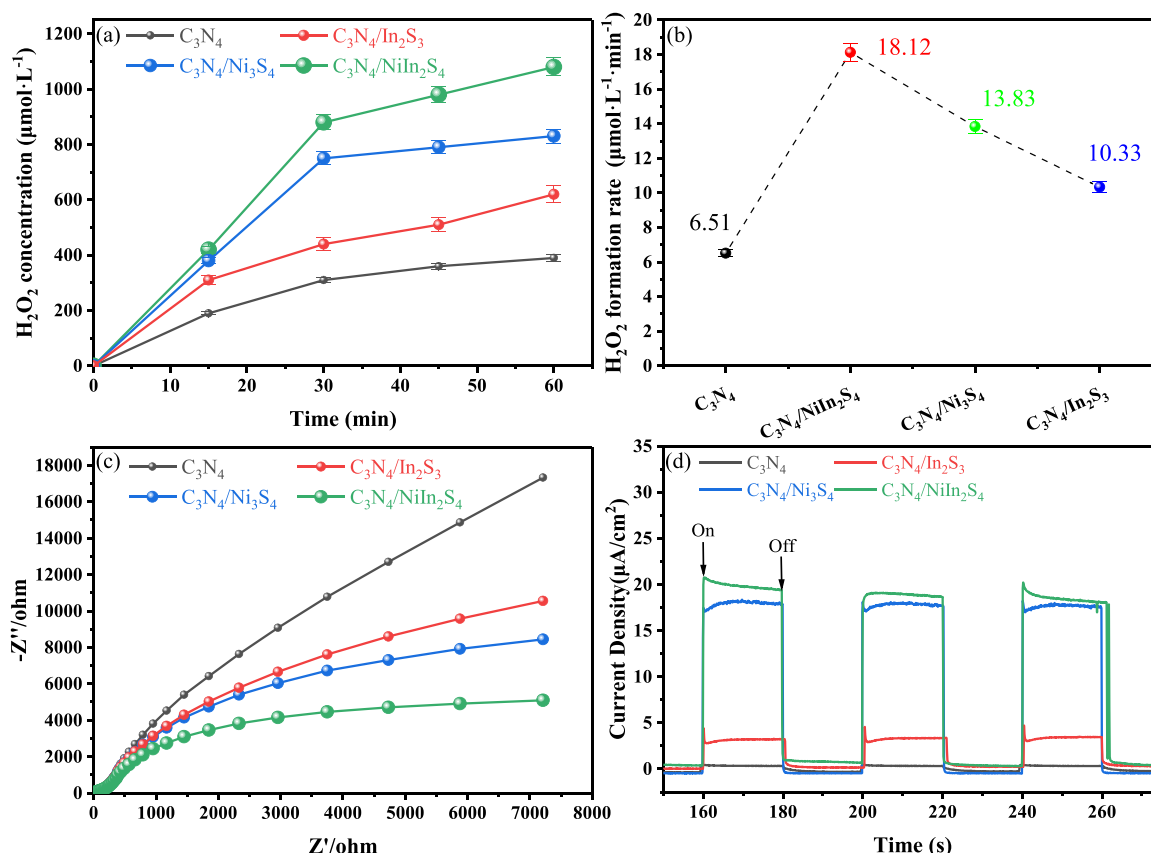 (a)
C₃N₄
C₃N₄/In₂S₃
C₃N₄/Ni₃S₄
C₃N₄/NiIn₂S₄
H₂O₂ concentration (μmol·L⁻¹)
1200
1000
800
600
400
200
0
0 10 20 30 40 50 60
Time (min)
(b)
H₂O₂ formation rate (μmol·L⁻¹·min⁻¹)
20
18
16
14
12
10
8
6
4
2
0
6.51
18.12
13.83
10.33
C₃N₄
C₃N₄/NiIn₂S₄
C₃N₄/Ni₃S₄
C₃N₄/In₂S₃
(c)
C₃N₄
C₃N₄/In₂S₃
C₃N₄/Ni₃S₄
C₃N₄/NiIn₂S₄
-Z''/ohm
18000
16000
14000
12000
10000
8000
6000
4000
2000
0
0 1000 2000 3000 4000 5000 6000 7000 8000
Z'/ohm
(d)
C₃N₄
C₃N₄/In₂S₃
C₃N₄/Ni₃S₄
C₃N₄/NiIn₂S₄
Current Density(μA/cm²)
35
30
25
20
15
10
5
0
On
Off
160 180 200 220 240 260
Time (s)